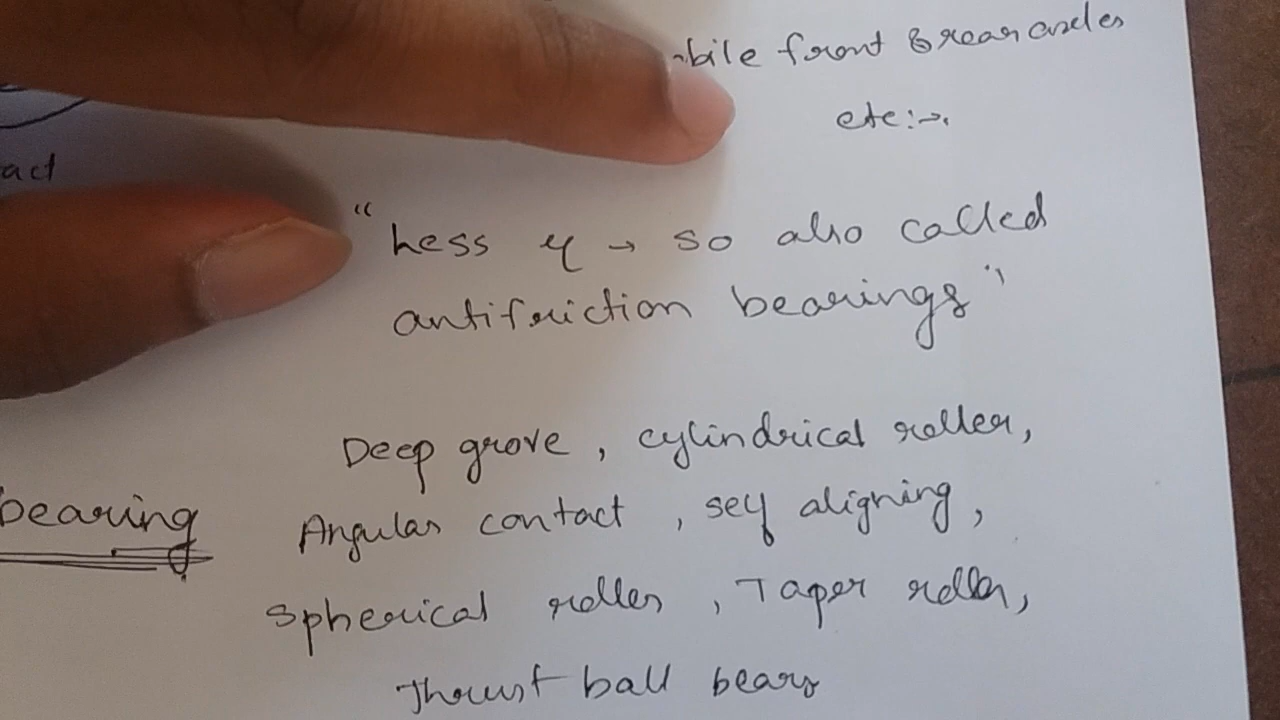 bile front & rear axles
etc:→.
act
"Less μ → so also called
antifriction bearings"
Deep grove, cylindrical roller,
bearing
Angular contact, self aligning,
Spherical roller, Taper roller,
Thrust ball bears